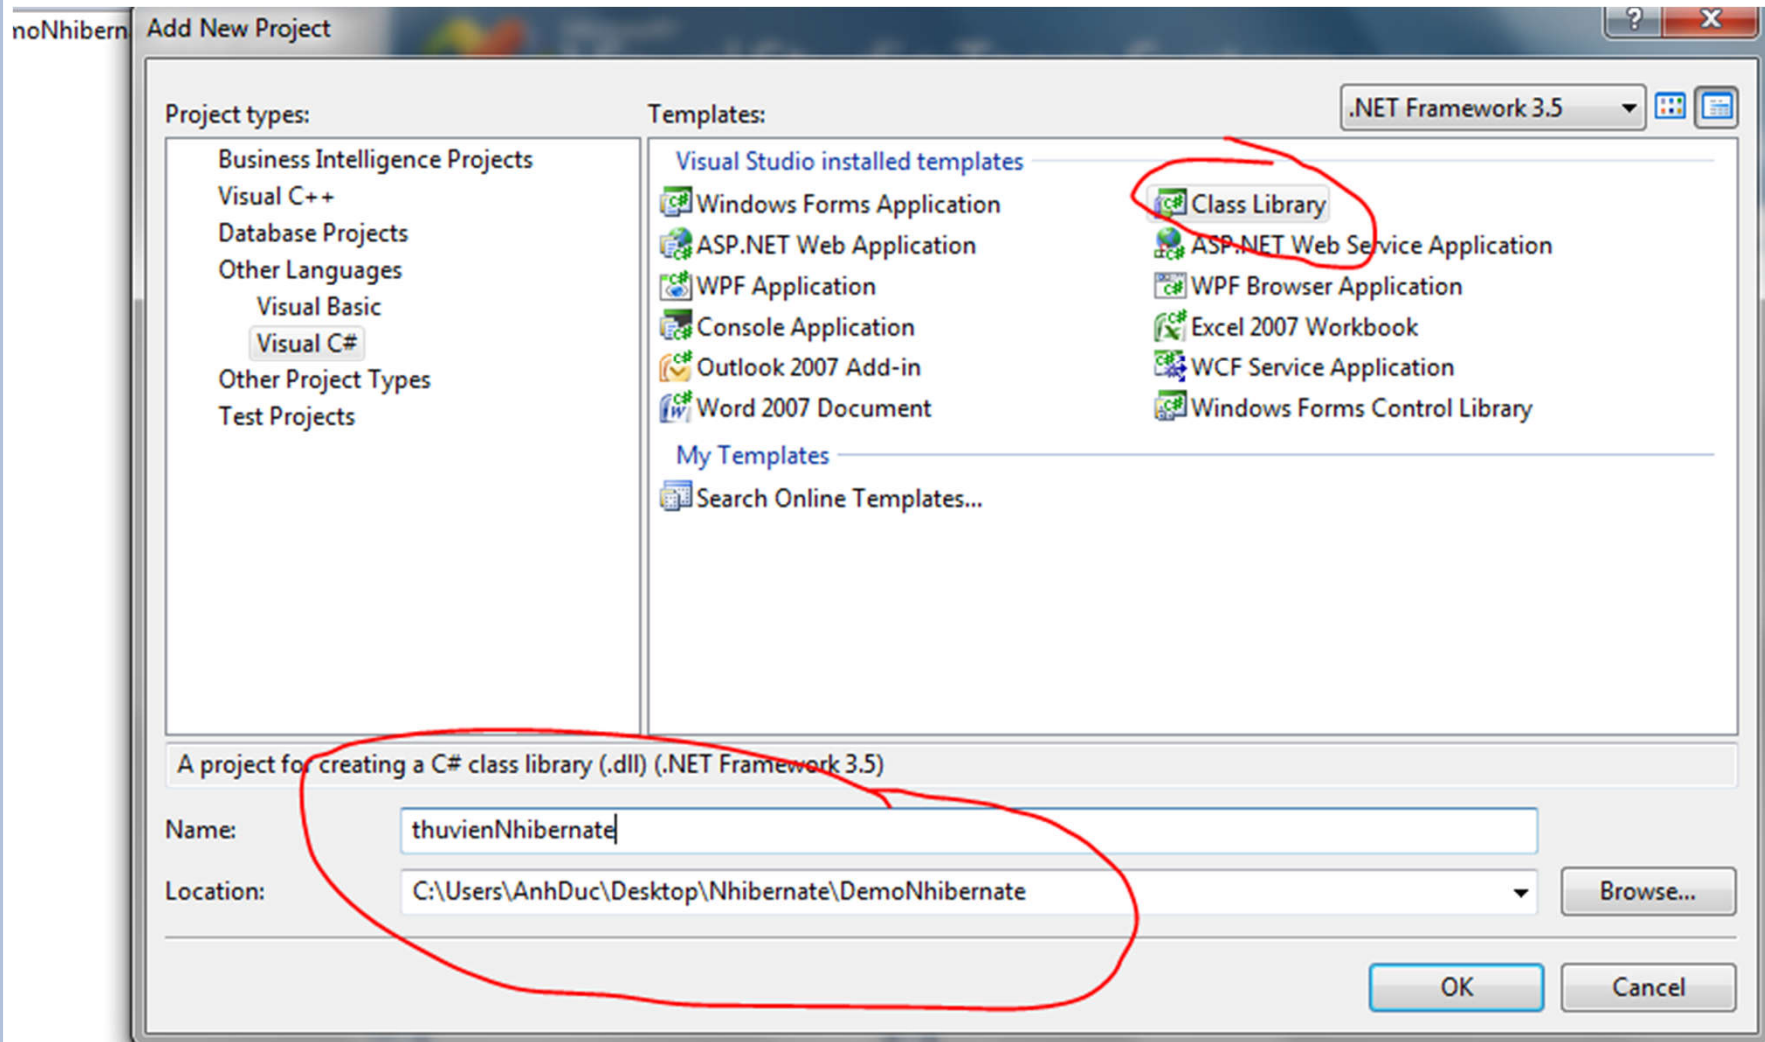 moNhibern
Add New Project
Project types:
Templates:
.NET Framework 3.5
Business Intelligence Projects
Visual C++
Database Projects
Other Languages
Visual Basic
Visual C#
Other Project Types
Test Projects
Visual Studio installed templates
Windows Forms Application
Class Library
ASP.NET Web Application
ASP.NET Web Service Application
WPF Application
WPF Browser Application
Console Application
Excel 2007 Workbook
Outlook 2007 Add-in
WCF Service Application
Word 2007 Document
Windows Forms Control Library
My Templates
Search Online Templates...
A project for creating a C# class library (.dll) (.NET Framework 3.5)
Name:
thuvienNhibernate
Location:
C:\Users\AnhDuc\Desktop\Nhibernate\DemoNhibernate
Browse...
OK
Cancel